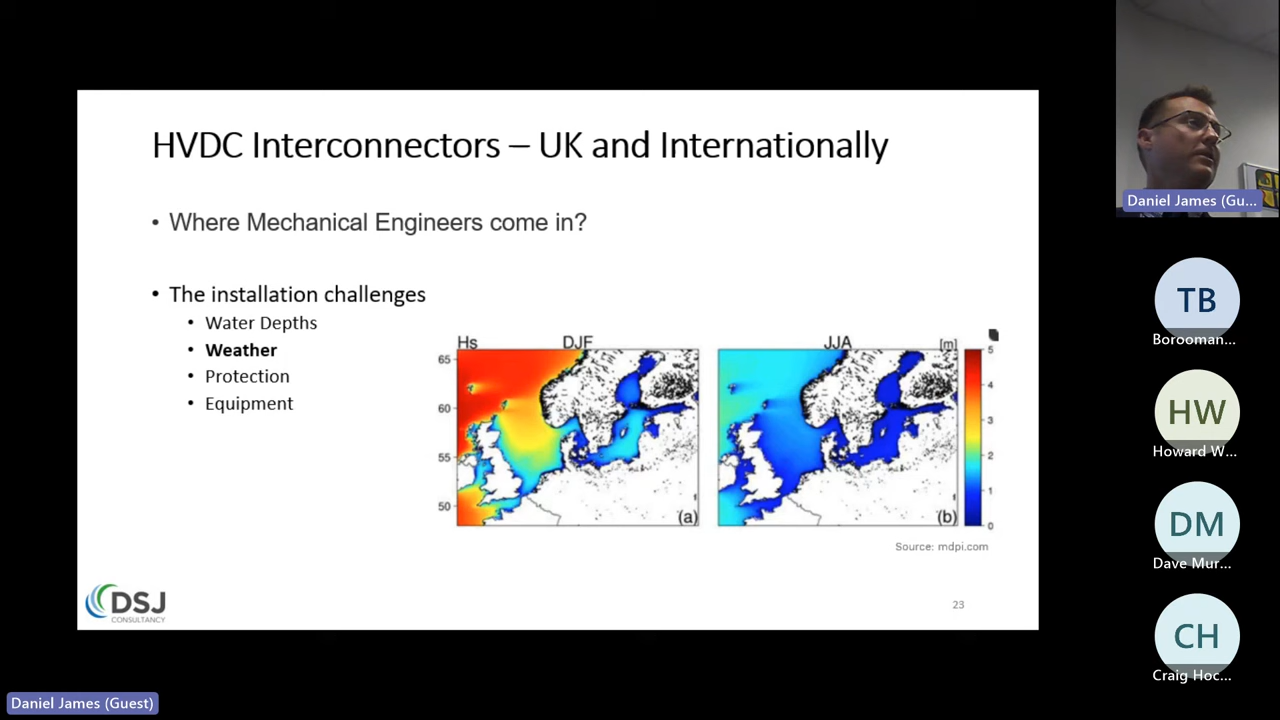 HVDC Interconnectors – UK and Internationally
• Where Mechanical Engineers come in?
• The installation challenges
• Water Depths
• Weather
• Protection
• Equipment
Hs DJF JJA [m]
65
60
55
50
(a)
(b)
5
4
3
2
1
0
Source: mdpi.com
DSJ
CONSULTANCY
23
Daniel James (Gu...
TB
Borooman...
HW
Howard W...
DM
Dave Mur...
CH
Craig Hoc...
Daniel James (Guest)